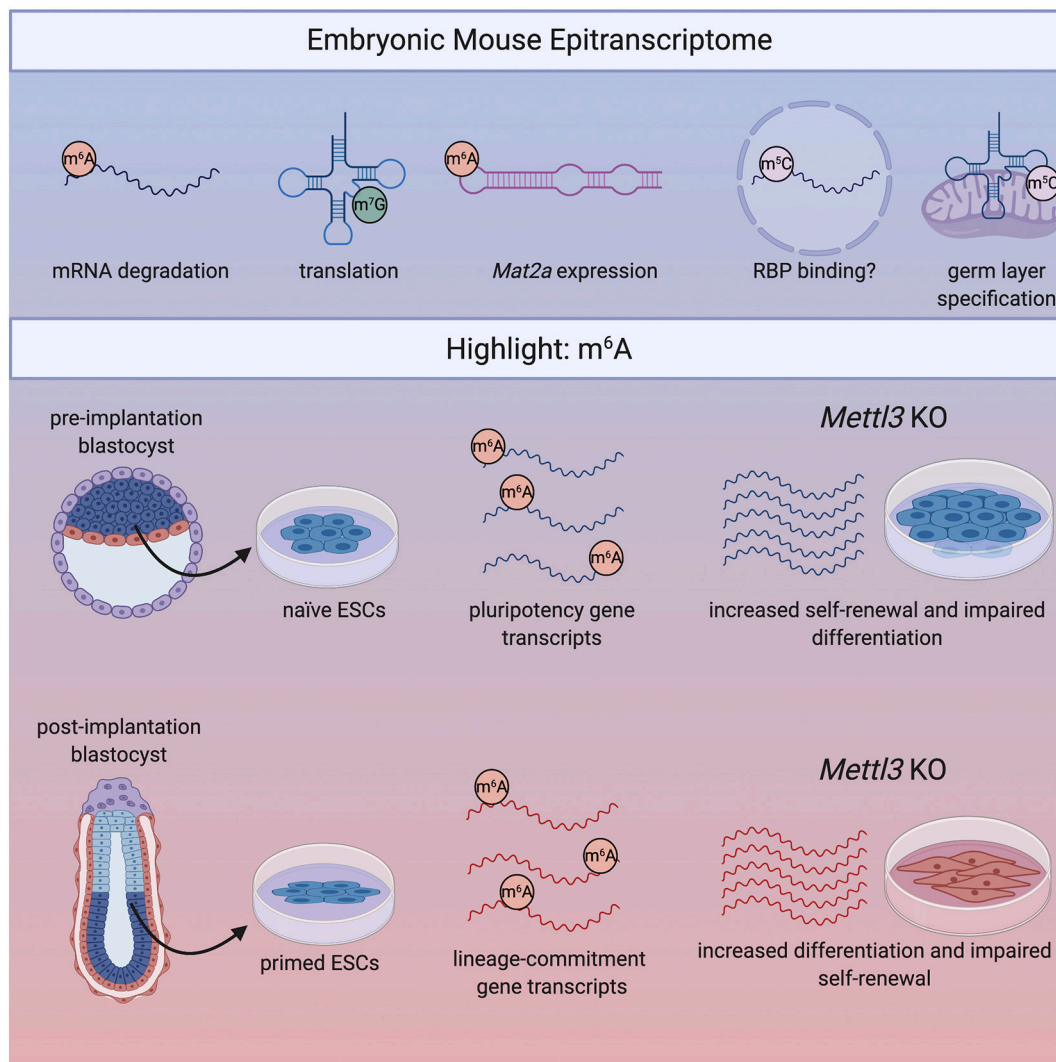 Embryonic Mouse Epitranscriptome
m⁶A
m⁷G
m⁶A
m⁵C
m⁵C
mRNA degradation
translation
Mat2a expression
RBP binding?
germ layer
specification
Highlight: m⁶A
pre-implantation
blastocyst
naïve ESCs
m⁶A
m⁶A
m⁶A
pluripotency gene
transcripts
Mettl3 KO
increased self-renewal and impaired
differentiation
post-implantation
blastocyst
primed ESCs
m⁶A
m⁶A
m⁶A
lineage-commitment
gene transcripts
Mettl3 KO
increased differentiation and impaired
self-renewal